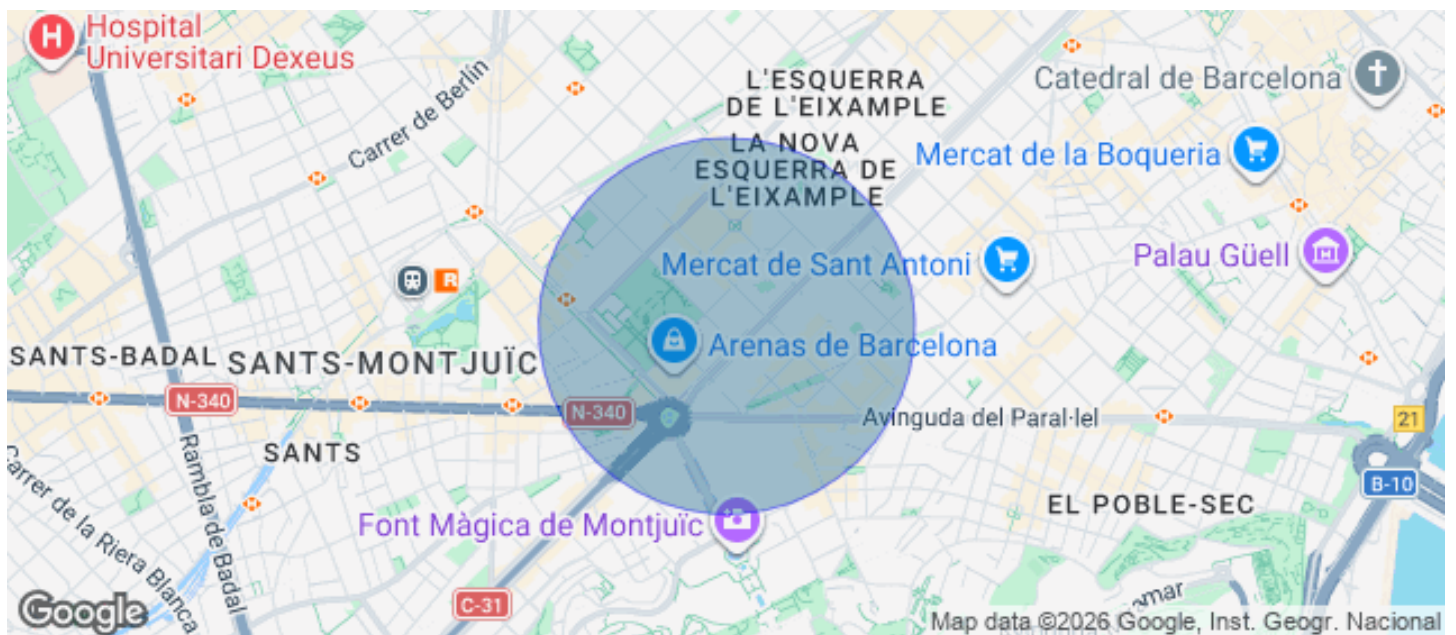 Hospital
Universitari Dexeus
Carrer de Berlín
L'ESQUERRA
DE L'EIXAMPLE
LA NOVA
ESQUERRA DE
L'EIXAMPLE
Catedral de Barcelona
Mercat de la Boqueria
Mercat de Sant Antoni
Palau Güell
R
Arenas de Barcelona
SANTS-BADAL
SANTS-MONTJUÏC
N-340
N-340
Avinguda del Paral·lel
21
B-10
SANTS
Rambla de Badal
Carrer de la Riera Blanca
EL POBLE-SEC
Font Màgica de Montjuïc
C-31
Google
Map data ©2026 Google, Inst. Geogr. Nacional